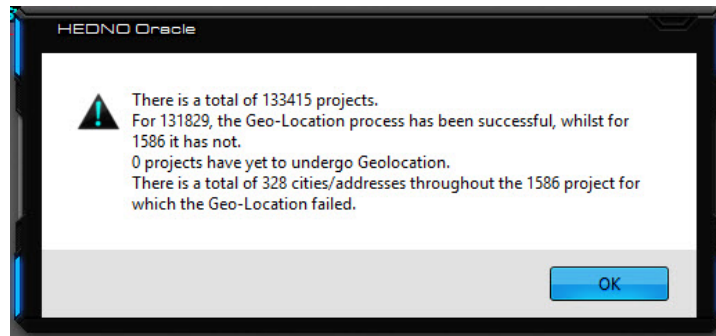 HEDNO Oracle
There is a total of 133415 projects.
For 131829, the Geo-Location process has been successful, whilst for
1586 it has not.
0 projects have yet to undergo Geolocation.
There is a total of 328 cities/addresses throughout the 1586 project for
which the Geo-Location failed.
OK